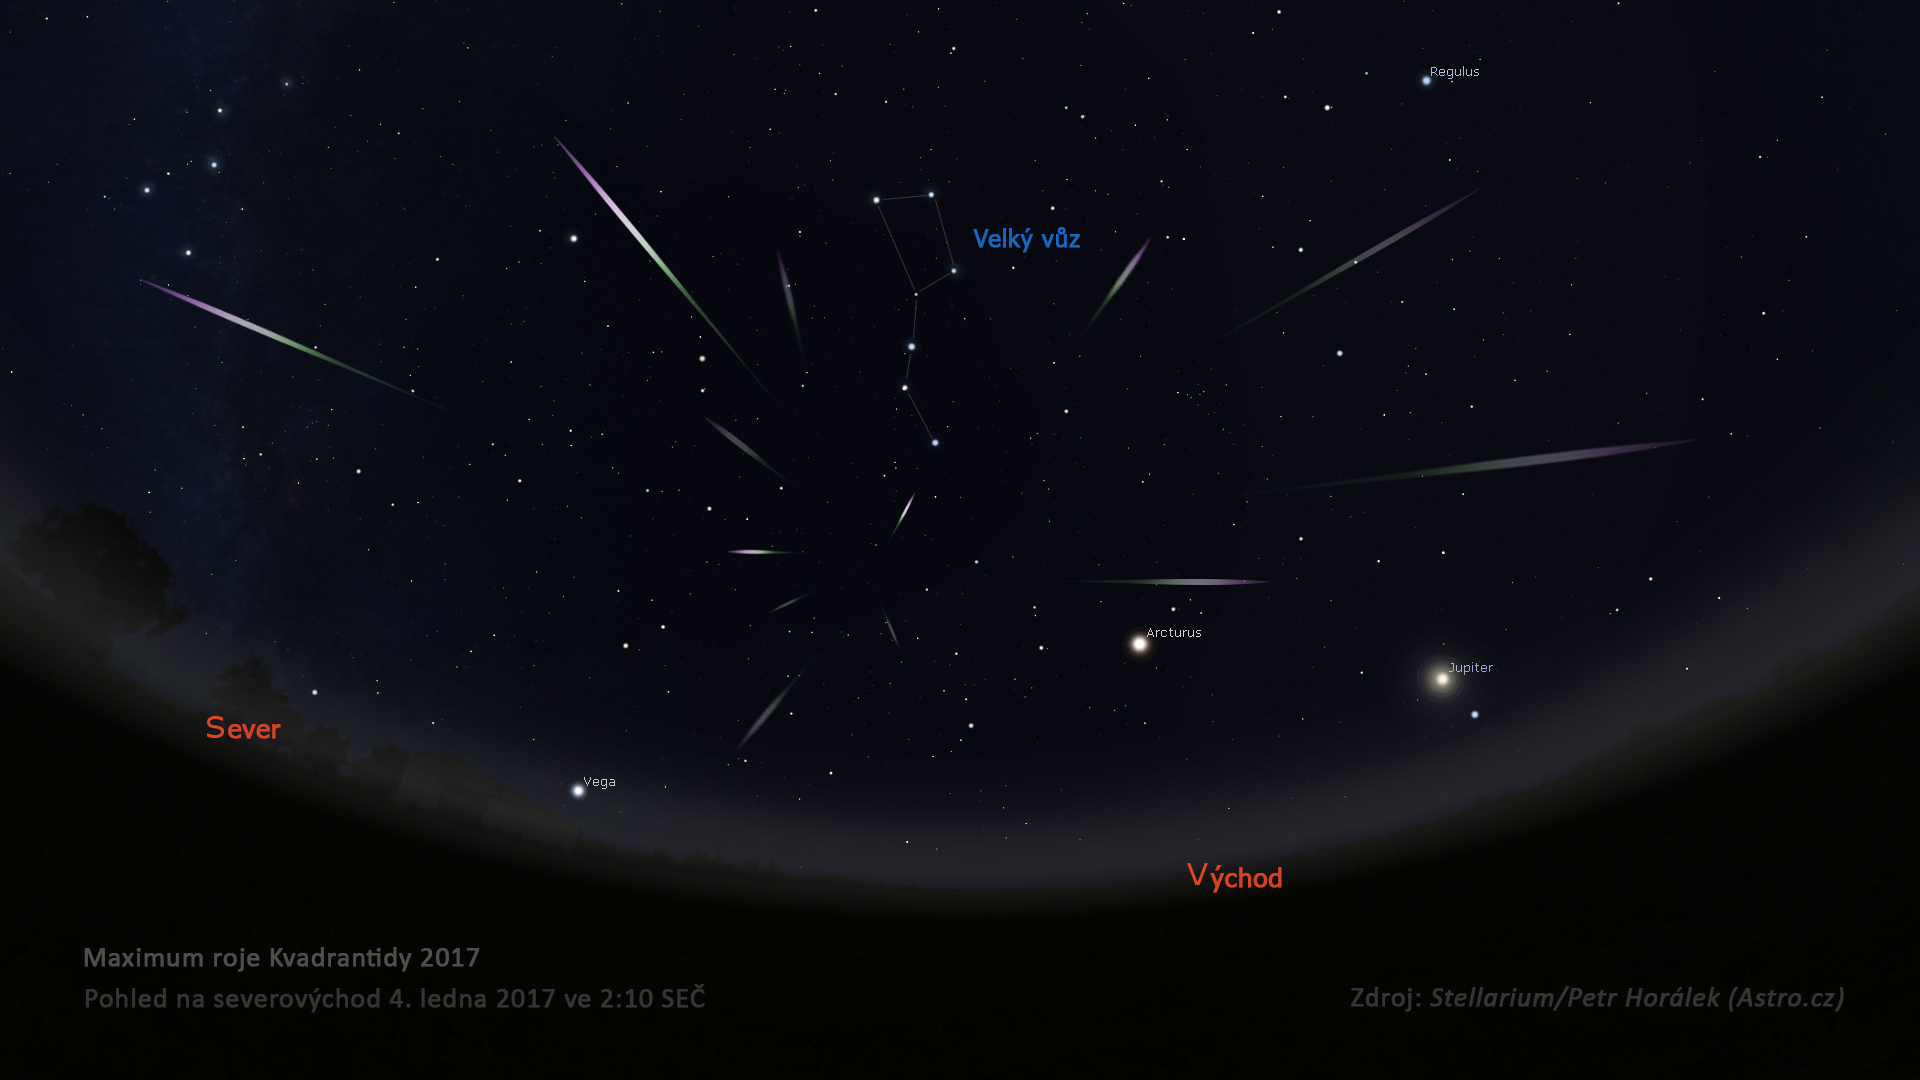 Regulus
Velký vůz
Arcturus
Jupiter
Sever
Vega
Východ
Maximum roje Kvadrantidy 2017
Pohled na severovýchod 4. ledna 2017 ve 2:10 SEČ
Zdroj: Stellarium/Petr Horálek (Astro.cz)